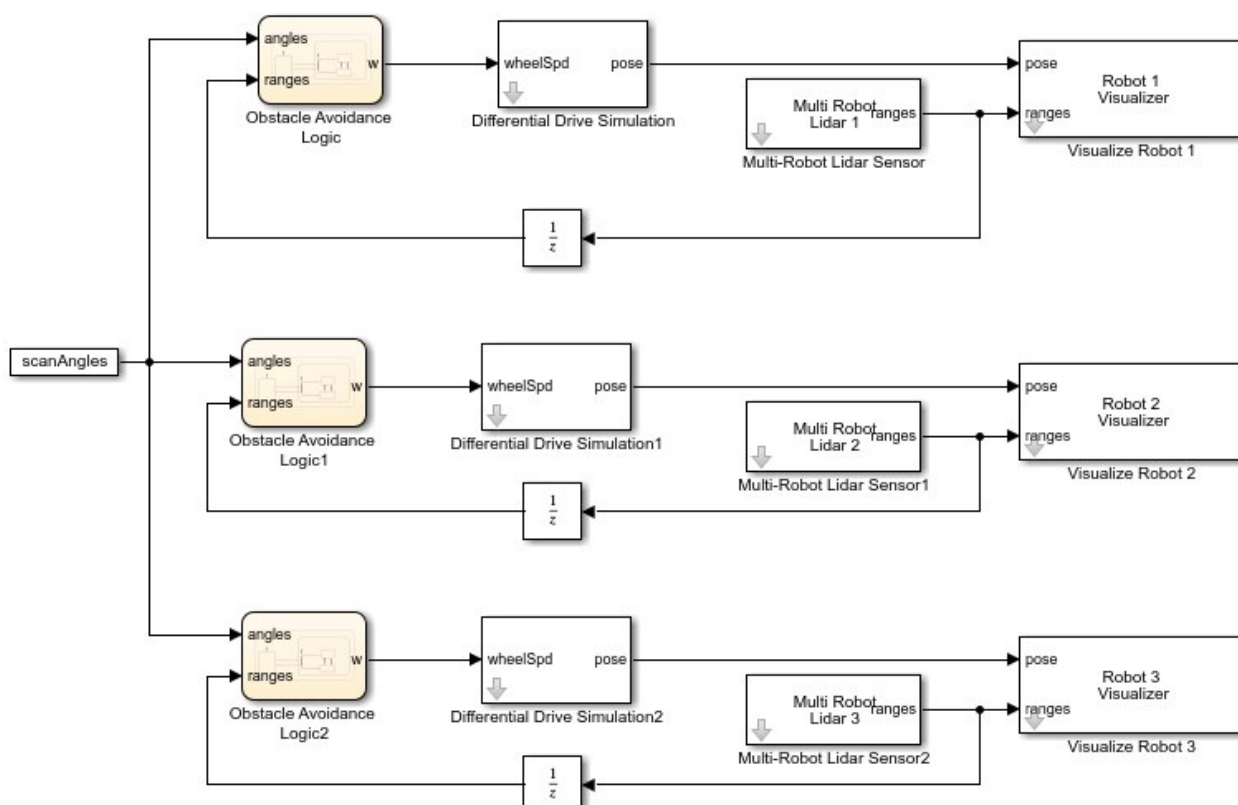 angles
ranges
w
Obstacle Avoidance
Logic
wheelSpd
pose
Differential Drive Simulation
Multi Robot
Lidar 1
ranges
Multi-Robot Lidar Sensor
pose
ranges
Robot 1
Visualizer
Visualize Robot 1
1
z
scanAngles
angles
ranges
w
Obstacle Avoidance
Logic1
wheelSpd
pose
Differential Drive Simulation1
Multi Robot
Lidar 2
ranges
Multi-Robot Lidar Sensor1
pose
ranges
Robot 2
Visualizer
Visualize Robot 2
1
z
angles
ranges
w
Obstacle Avoidance
Logic2
wheelSpd
pose
Differential Drive Simulation2
Multi Robot
Lidar 3
ranges
Multi-Robot Lidar Sensor2
pose
ranges
Robot 3
Visualizer
Visualize Robot 3
1
z